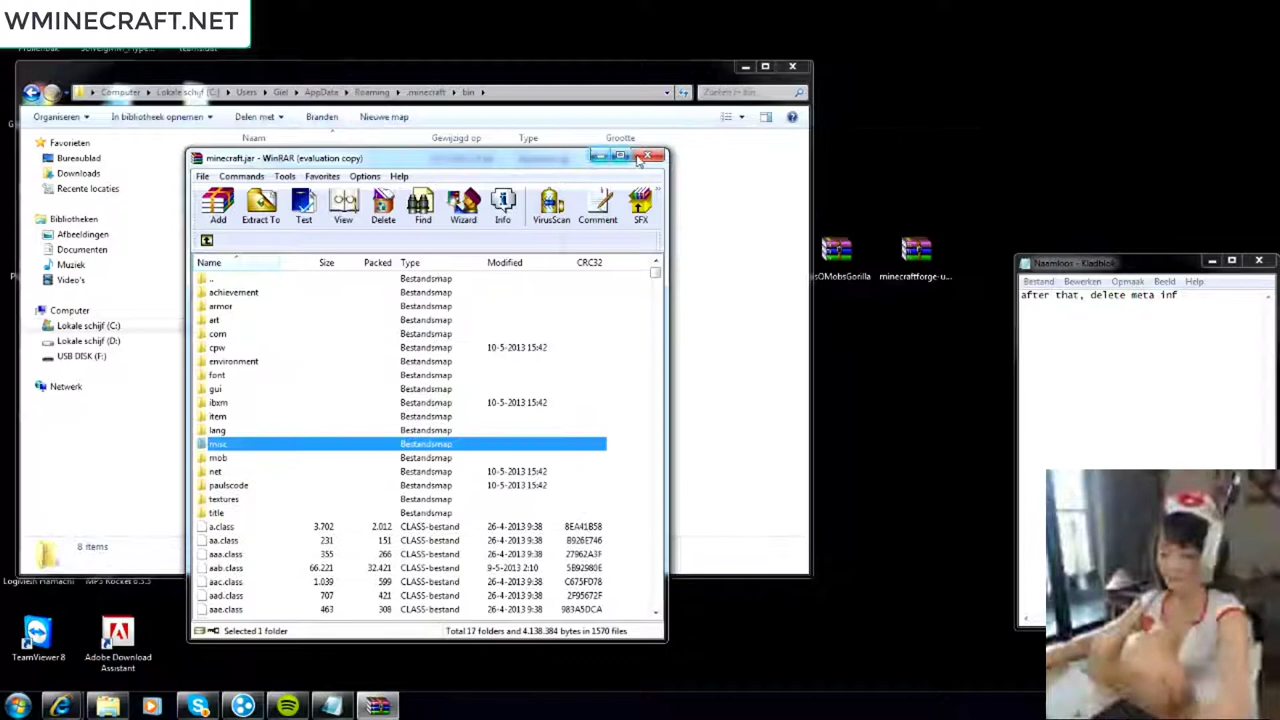 WMINECRAFT.NET
Computer Lokale schijf (C:) Users Giel AppData Roaming .minecraft bin
Zoeken
Organiseren In bibliotheek opnemen Delen met Branden Nieuwe map
Favorieten
Bureaublad
Downloads
Recente locaties
Bibliotheken
Afbeeldingen
Documenten
Muziek
Video's
Computer
Lokale schijf (C:)
Lokale schijf (D:)
USB DISK (F:)
Netwerk
8 items
Naam Gewijzigd op Type Grootte
minecraft.jar - WinRAR (evaluation copy)
File Commands Tools Favorites Options Help
Add Extract To Test View Delete Find Wizard Info VirusScan Comment SFX
Name Size Packed Type Modified CRC32
..  Bestandsmap
achievement Bestandsmap
armor Bestandsmap
art Bestandsmap
com Bestandsmap
cpw Bestandsmap 10-5-2013 15:42
environment Bestandsmap
font Bestandsmap
gui Bestandsmap
ibxm Bestandsmap 10-5-2013 15:42
item Bestandsmap
lang Bestandsmap
misc Bestandsmap
mob Bestandsmap
net Bestandsmap 10-5-2013 15:42
paulscode Bestandsmap 10-5-2013 15:42
textures Bestandsmap
title Bestandsmap
a.class 3.702 2.012 CLASS-bestand 26-4-2013 9:38 8EA41B58
aa.class 231 151 CLASS-bestand 26-4-2013 9:38 B926E746
aaa.class 355 266 CLASS-bestand 26-4-2013 9:38 27962A3F
aab.class 66.221 32.421 CLASS-bestand 9-5-2013 2:10 5B92980E
aac.class 1.039 599 CLASS-bestand 26-4-2013 9:38 C675FD78
aad.class 707 421 CLASS-bestand 26-4-2013 9:38 2F95672F
aae.class 463 308 CLASS-bestand 26-4-2013 9:38 983A5DCA
Selected 1 folder Total 17 folders and 4.138.384 bytes in 1570 files
minecraftforge-u...
Naamloos - Kladblok
Bestand Bewerken Opmaak Beeld Help
after that, delete meta inf
TeamViewer 8
Adobe Download
Assistant